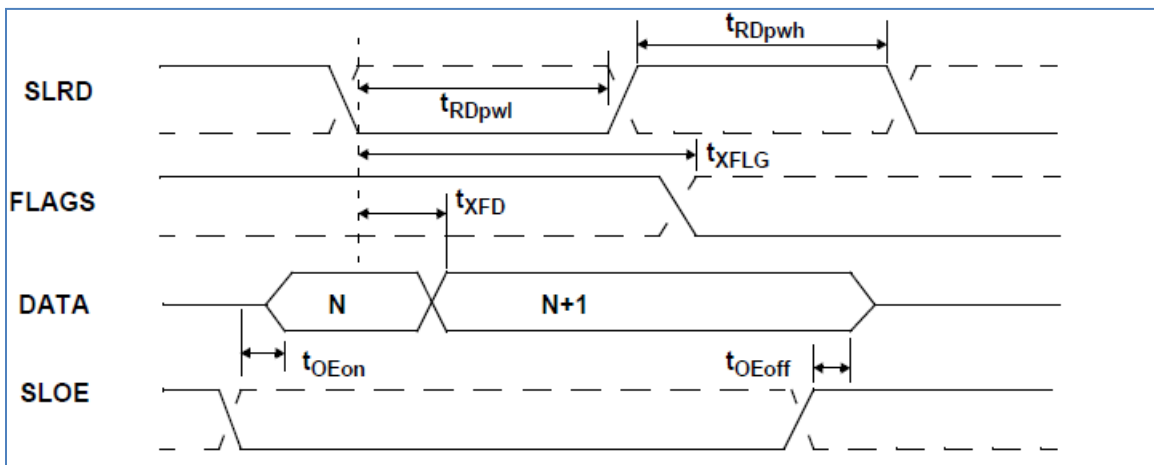 tRDpwh
SLRD
tRDpwl
tXFLG
FLAGS
tXFD
DATA
N
N+1
tOEon
tOEoff
SLOE